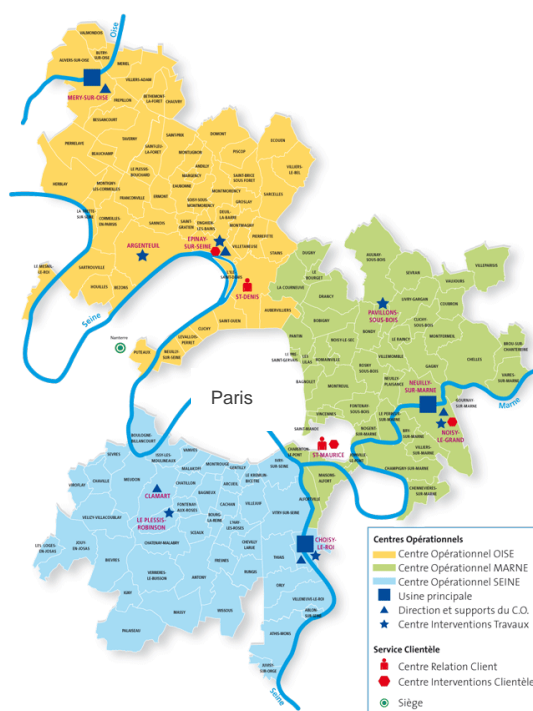 Oise
VALMONDOIS
BUTRY-
SUR-OISE
AUVERS-SUR-OISE
MERIEL
MERY-SUR-OISE
VILLIERS-ADAM
FREPILLON
BETHEMONT-
LA-FORET
CHAUVRY
BESSANCOURT
TAVERNY
SAINT-PRIX
DOMONT
ECOUEN
PIERRELAYE
BEAUCHAMP
SAINT-LEU-
LA-FORET
MONTLIGNON
PISCOP
ANDILLY
VILLIERS-
LE-BEL
LE PLESSIS-
BOUCHARD
MARGENCY
SAINT-BRICE
SOUS-FORET
HERBLAY
MONTIGNY
LES-CORMEILLES
EAUBONNE
MONTMORENCY
SARCELLES
FRANCONVILLE
ERMONT
SOISY-SOUS-
MONTMORENCY
GROSLAY
DEUIL-
LA-BARRE
CORMEILLES-
EN-PARISIS
SANNOIS
SAINT-
GRATIEN
ENGHIEN-
LES-BAINS
MONTMAGNY
PIERREFITTE
EPINAY-
SUR-SEINE
VILLETANEUSE
ARGENTEUIL
STAINS
LE MESNIL-
LE-ROI
SARTROUVILLE
HOUILLES
BEZONS
ST-DENIS
AUBERVILLIERS
SAINT-OUEN
CLICHY
LEVALLOIS-
PERRET
NEUILLY-
SUR-SEINE
PUTEAUX
Nanterre
Seine
DUGNY
LE
BOURGET
LA COURNEUVE
AULNAY-
SOUS-BOIS
SEVRAN
VILLEPINTE
VAUJOURS
DRANCY
LIVRY-GARGAN
COUBRON
PAVILLONS-
SOUS-BOIS
BOBIGNY
BONDY
CLICHY-
SOUS-BOIS
MONTFERMEIL
PANTIN
NOISY-LE-SEC
LE RAINCY
LE PRE
SAINT-GERVAIS
LES
LILAS
ROMAINVILLE
VILLEMOMBLE
GAGNY
CHELLES
BROU-SUR-
CHANTEREINE
ROSNY
SOUS-BOIS
VAIRES-
SUR-MARNE
BAGNOLET
MONTREUIL
NEUILLY-
PLAISANCE
NEUILLY-
SUR-MARNE
Marne
GOURNAY-
SUR-MARNE
VINCENNES
FONTENAY-
SOUS-BOIS
LE PERREUX-
SUR-MARNE
NOISY-
LE-GRAND
Paris
SAINT-MANDE
NOGENT-
SUR-MARNE
BRY-
SUR-MARNE
ST-MAURICE
VILLIERS-
SUR-MARNE
CHARENTON-
LE-PONT
CHAMPIGNY-SUR-MARNE
MAISONS-
ALFORT
CHENNEVIERES-
SUR-MARNE
ALFORTVILLE
BOULOGNE-
BILLANCOURT
SEVRES
ISSY-LES-
MOULINEAUX
VANVES
MALAKOFF
MONTROUGE
GENTILLY
LE KREMLIN-
BICETRE
IVRY-
SUR-SEINE
CHAVILLE
MEUDON
VIROFLAY
CLAMART
CHATILLON
BAGNEUX
ARCUEIL
CACHAN
VILLEJUIF
VITRY-SUR-SEINE
FONTENAY-
AUX-ROSES
BOURG-
LA-REINE
L'HAY-
LES-ROSES
VELIZY-VILLACOUBLAY
LE PLESSIS-
ROBINSON
SCEAUX
CHEVILLY
LARUE
CHOISY-
LE-ROI
JOUY-
EN-JOSAS
CHATENAY-MALABRY
THIAIS
BIEVRES
FRESNES
VERRIERES-
LE-BUISSON
ANTONY
RUNGIS
ORLY
IGNY
VILLENEUVE-LE-ROI
MASSY
WISSOUS
ABLON-
SUR-SEINE
PALAISEAU
ATHIS-MONS
JUVISY-
SUR-ORGE
Seine
Centres Opérationnels
Centre Opérationnel OISE
Centre Opérationnel MARNE
Centre Opérationnel SEINE
Usine principale
Direction et supports du C.O.
Centre Interventions Travaux
Service Clientèle
Centre Relation Client
Centre Interventions Clientèle
Siège